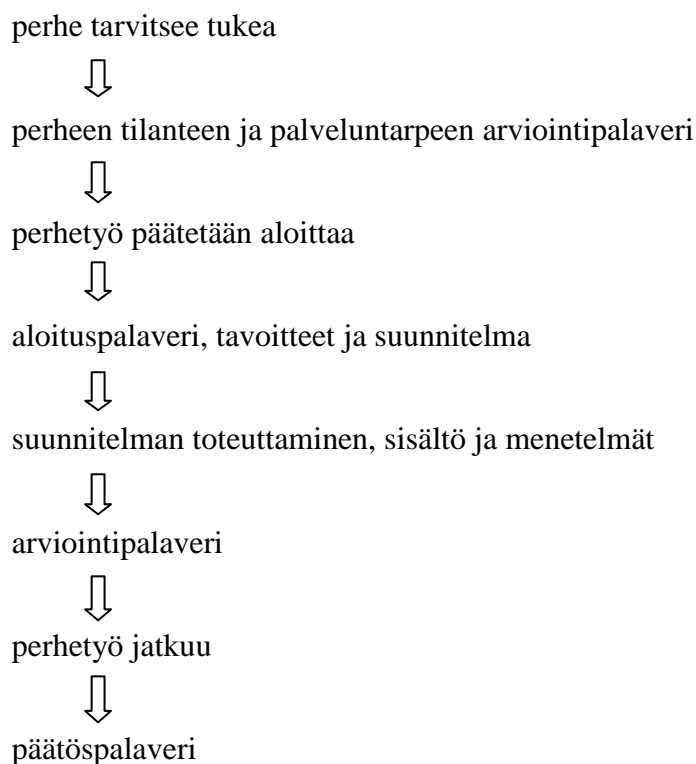 perhe tarvitsee tukea
perheen tilanteen ja palveluntarpeen arviointipalaveri
perhetyö päätetään aloittaa
aloituspalaveri, tavoitteet ja suunnitelma
suunnitelman toteuttaminen, sisältö ja menetelmät
arviointipalaveri
perhetyö jatkuu
päätöspalaveri